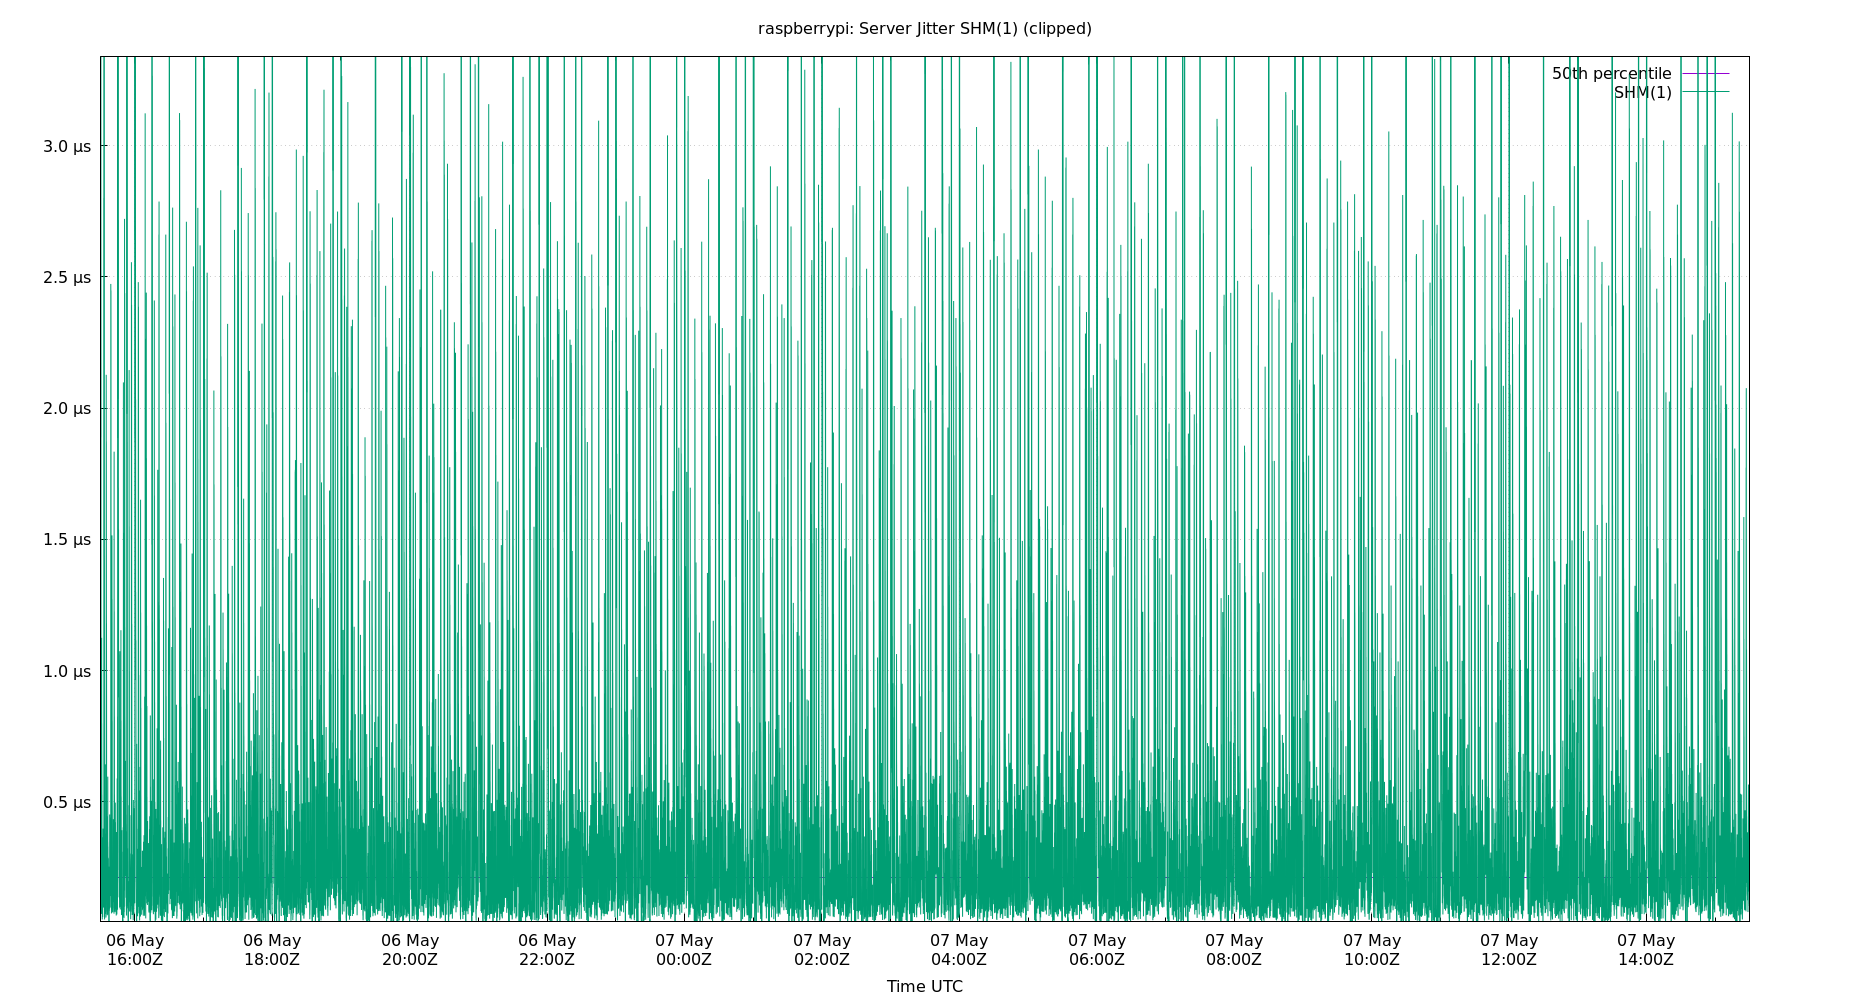 raspberrypi: Server Jitter SHM(1) (clipped)
50th percentile
SHM(1)
3.0 µs
2.5 µs
2.0 µs
1.5 µs
1.0 µs
0.5 µs
06 May 06 May 06 May 06 May 07 May 07 May 07 May 07 May 07 May 07 May 07 May 07 May
16:00Z 18:00Z 20:00Z 22:00Z 00:00Z 02:00Z 04:00Z 06:00Z 08:00Z 10:00Z 12:00Z 14:00Z
Time UTC